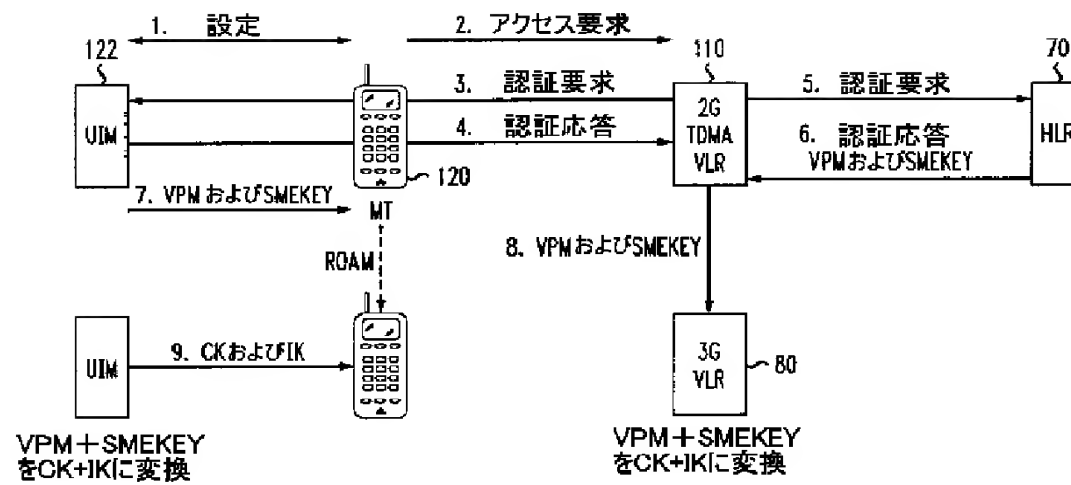 1. 設定
2. アクセス要求
122
110
70
3. 認証要求
5. 認証要求
UIM
4. 認証応答
2G
TDMA
VLR
6. 認証応答
VPMおよびSMEKEY
HLR
120
7. VPMおよびSMEKEY
MT
ROAM
8. VPMおよびSMEKEY
UIM
9. CKおよびIK
3G
VLR
80
VPM+SMEKEY
をCK+IKに変換
VPM+SMEKEY
をCK+IKに変換